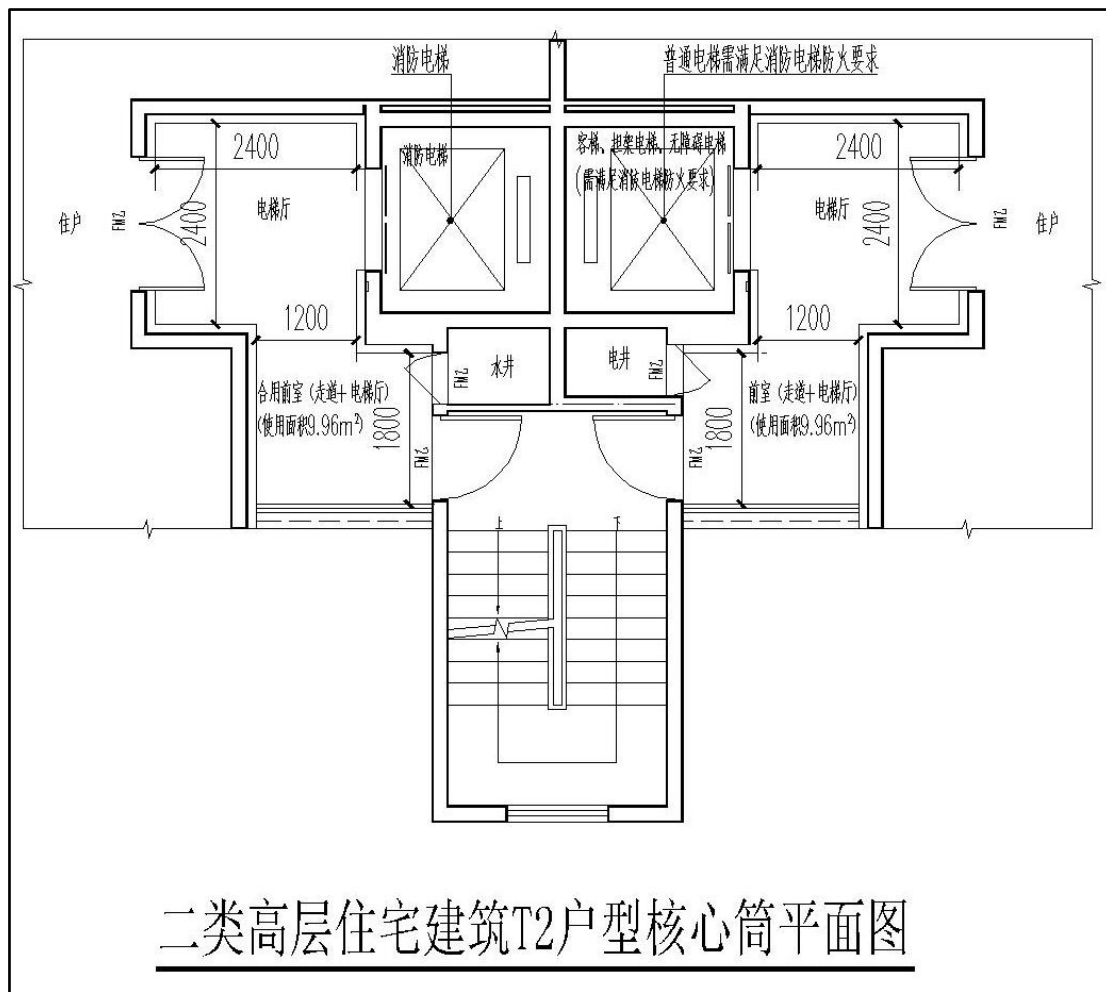 消防电梯
普通电梯需满足消防电梯防火要求
2400
消防电梯
客梯、担架电梯、无障碍电梯
(需满足消防电梯防火要求)
2400
住户
FM乙
电梯厅
2400
电梯厅
2400
FM乙
住户
1200
1200
水井
FM乙
电井
FM乙
合用前室(走道+电梯厅)
(使用面积9.96m²)
1800
FM乙
FM乙
1800
前室(走道+电梯厅)
(使用面积9.96m²)
上
下
二类高层住宅建筑T2户型核心筒平面图